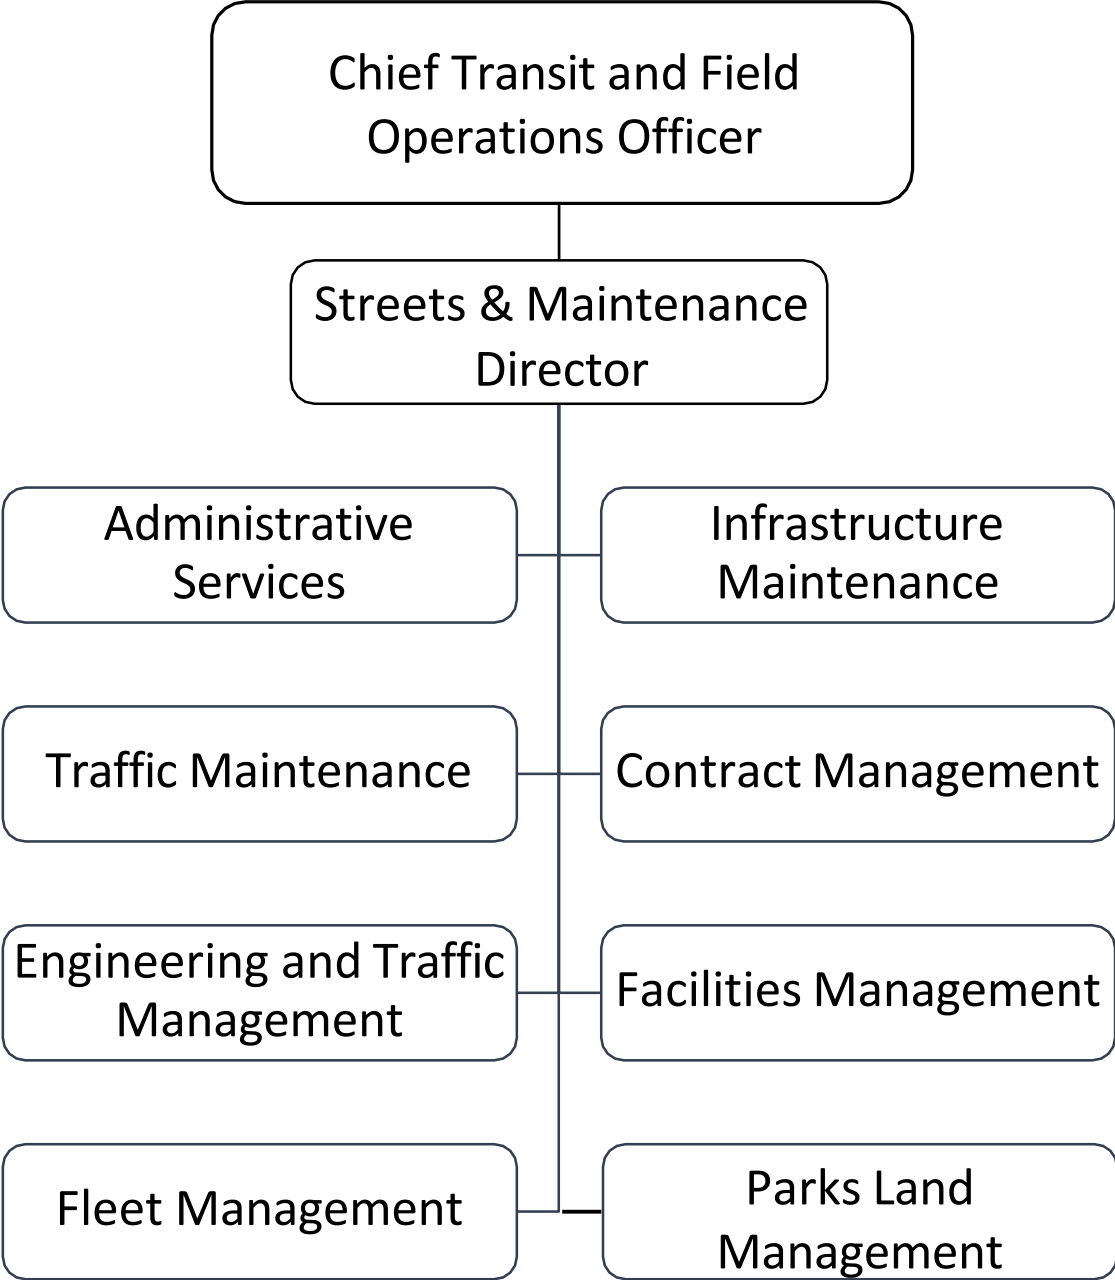 Chief Transit and Field
Operations Officer
Streets & Maintenance
Director
Administrative
Services
Infrastructure
Maintenance
Traffic Maintenance
Contract Management
Engineering and Traffic
Management
Facilities Management
Fleet Management
Parks Land
Management